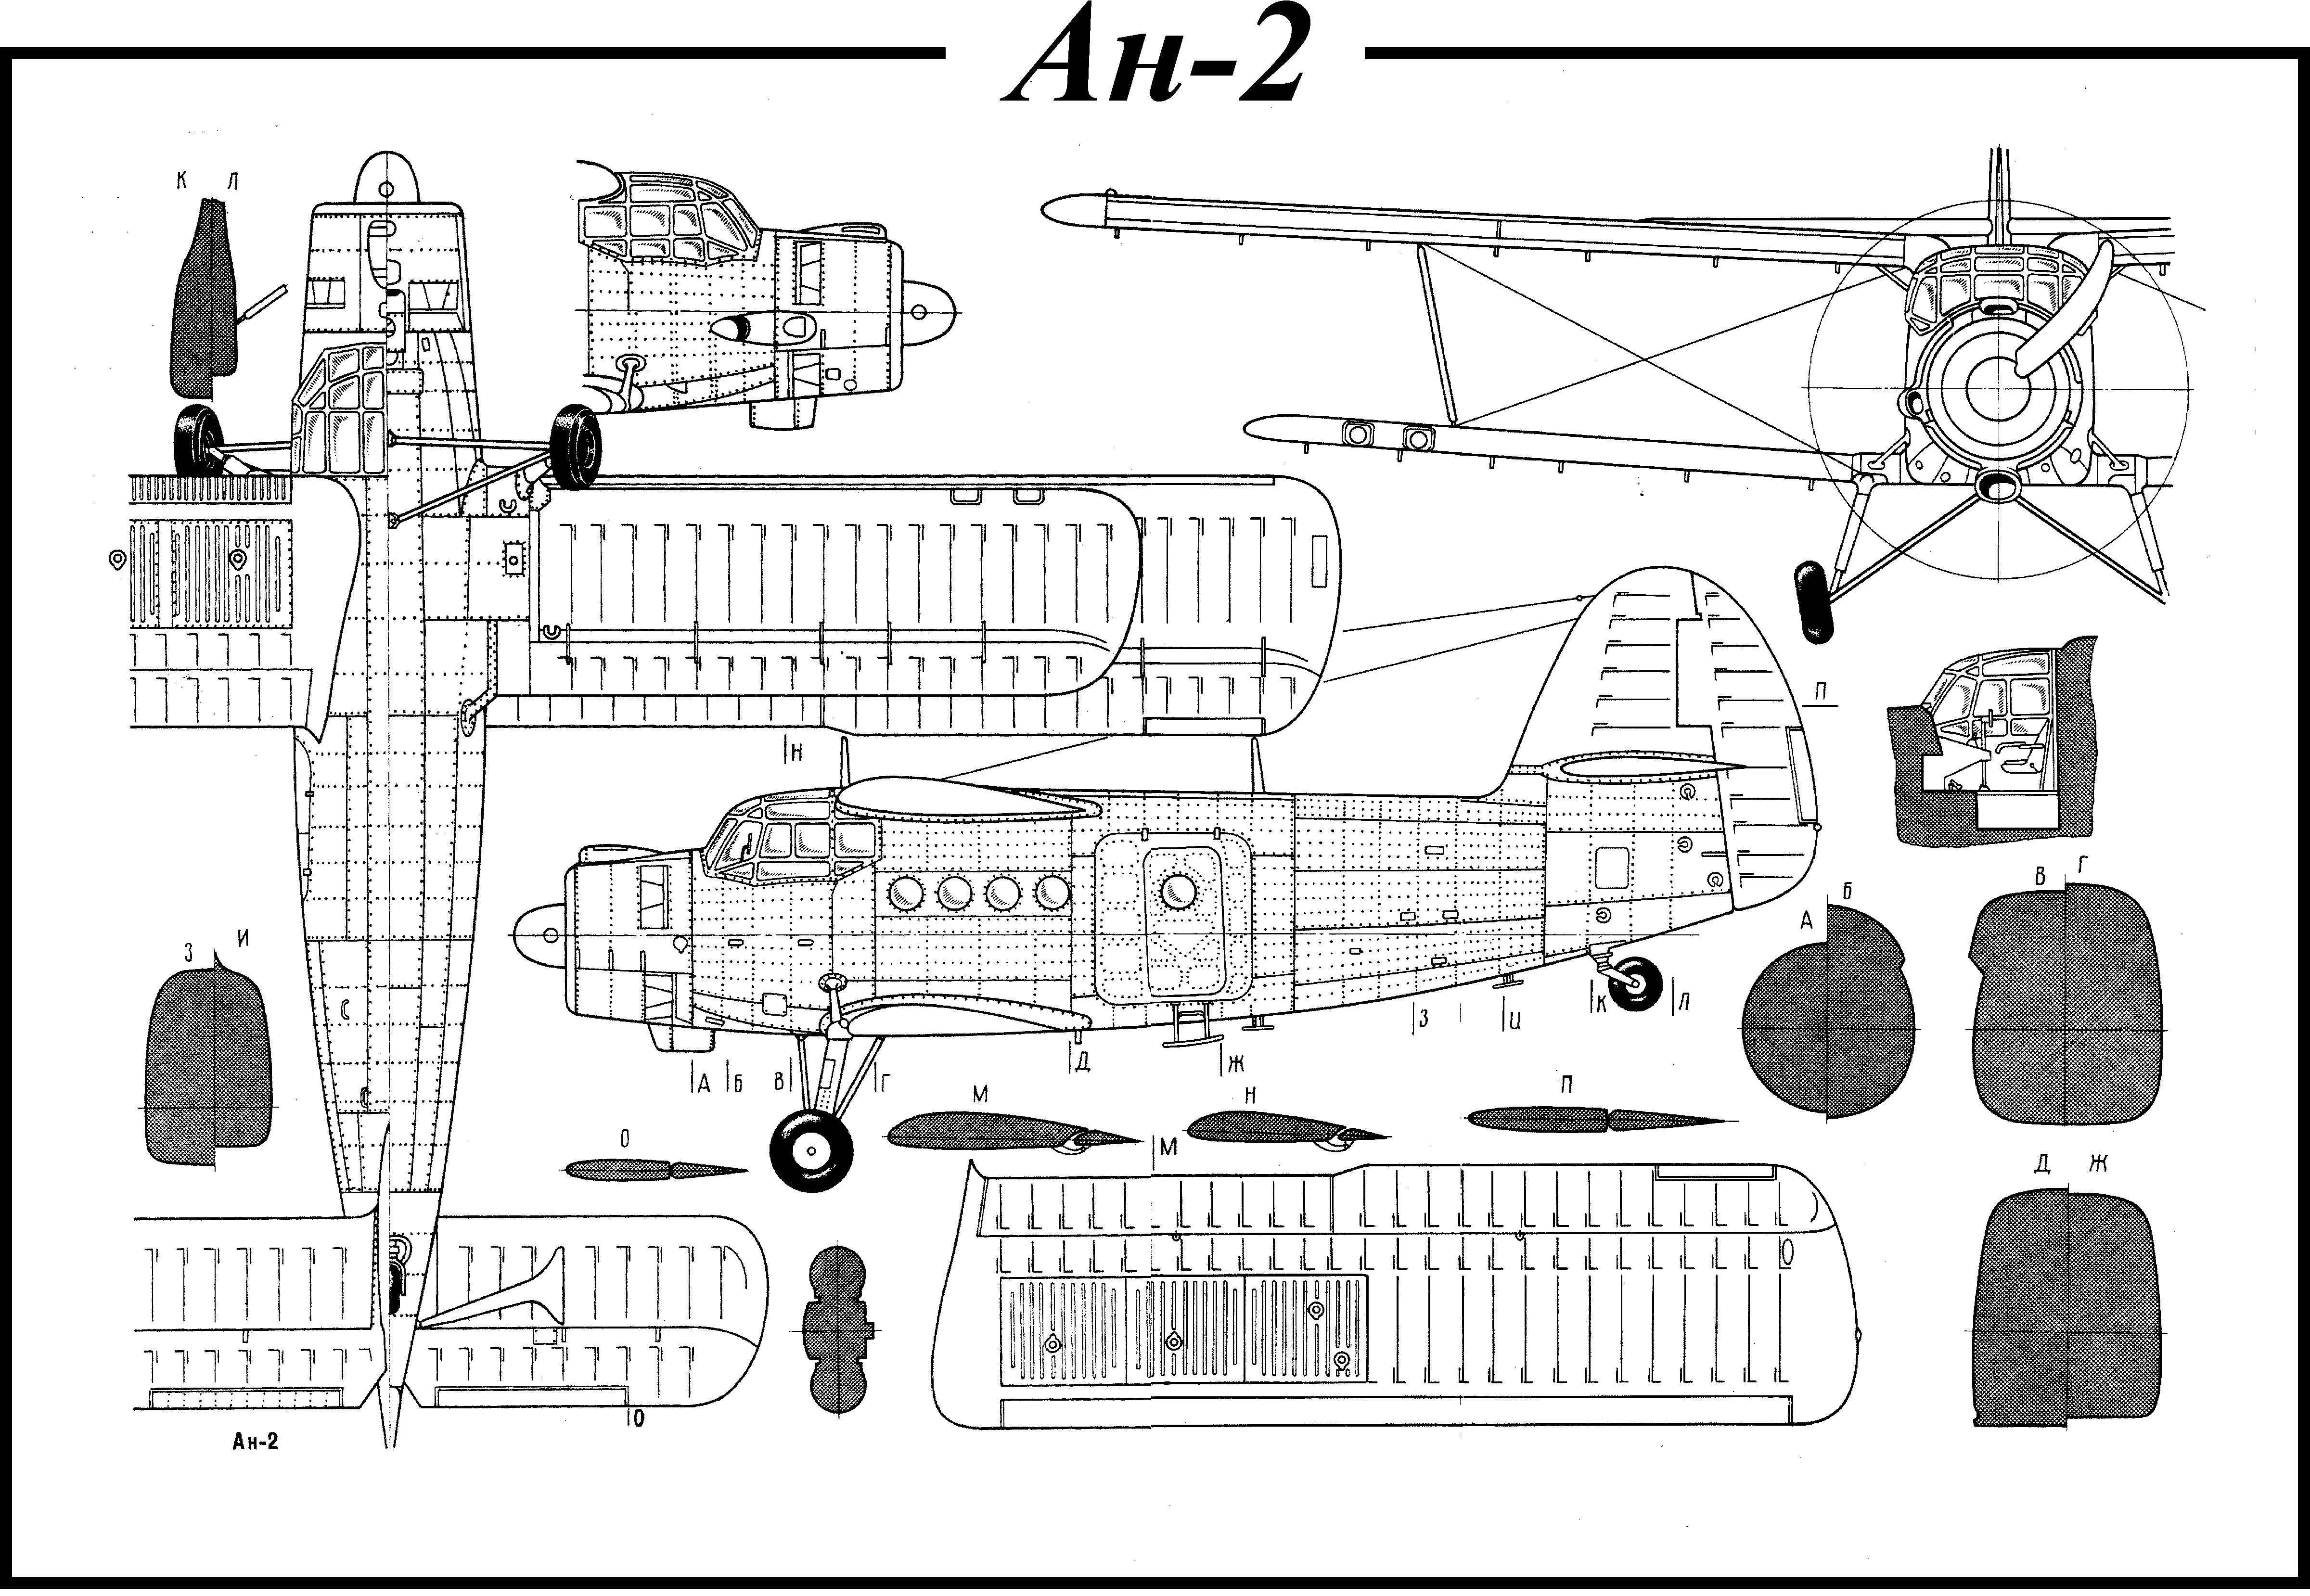 Ан-2
К Л
П
Н
Б
Г
В
А
И
З
К
Л
З
И
Д
Ж
А
Б
В
Г
М
Н
П
О
М
Д Ж
О
Ан-2